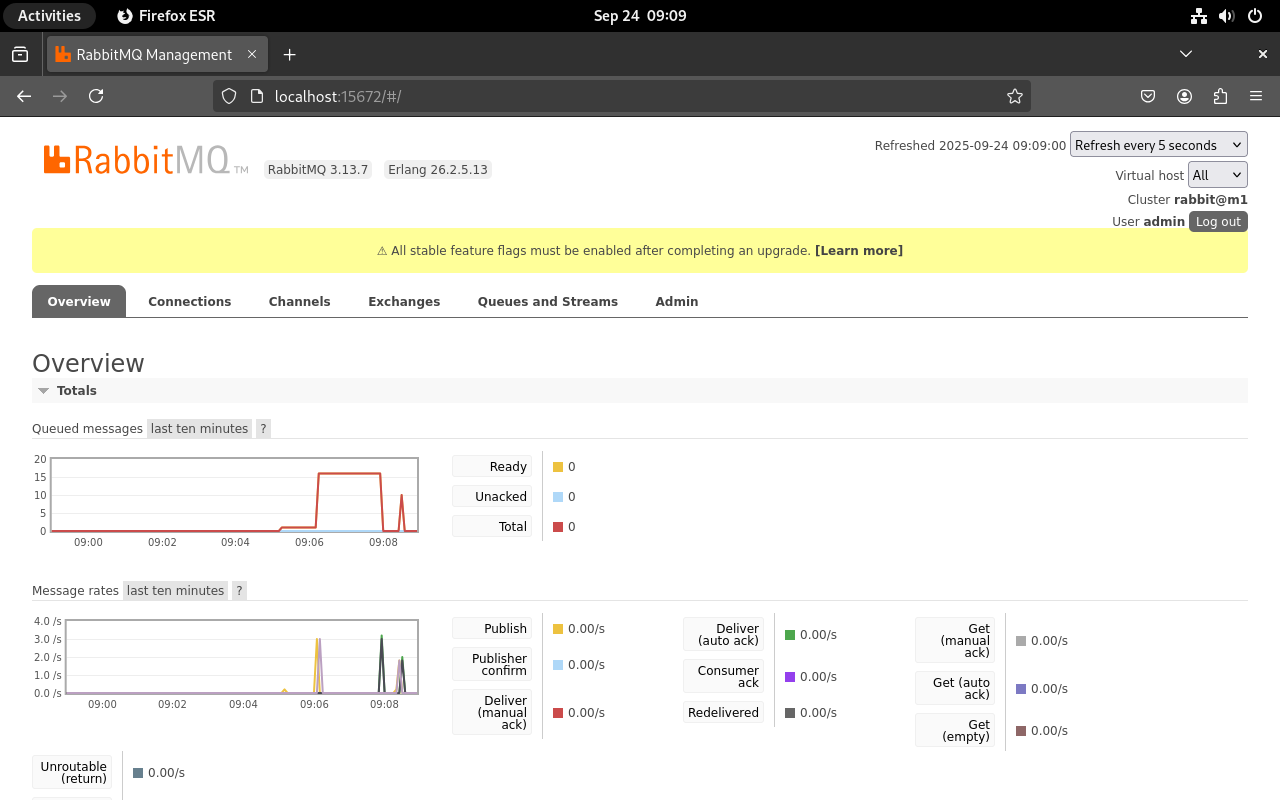 Activities
Firefox ESR
Sep 24 09:09
RabbitMQ Management
localhost:15672/#/
RabbitMQ TM
RabbitMQ 3.13.7
Erlang 26.2.5.13
Refreshed 2025-09-24 09:09:00
Refresh every 5 seconds
Virtual host
All
Cluster rabbit@m1
User admin
Log out
⚠ All stable feature flags must be enabled after completing an upgrade. [Learn more]
Overview
Connections
Channels
Exchanges
Queues and Streams
Admin
Overview
Totals
Queued messages last ten minutes ?
20
15
10
5
0
09:00
09:02
09:04
09:06
09:08
Ready
0
Unacked
0
Total
0
Message rates last ten minutes ?
4.0 /s
3.0 /s
2.0 /s
1.0 /s
0.0 /s
09:00
09:02
09:04
09:06
09:08
Publish
0.00/s
Publisher
confirm
0.00/s
Deliver
(manual
ack)
0.00/s
Deliver
(auto ack)
0.00/s
Consumer
ack
0.00/s
Redelivered
0.00/s
Get
(manual
ack)
0.00/s
Get (auto
ack)
0.00/s
Get
(empty)
0.00/s
Unroutable
(return)
0.00/s